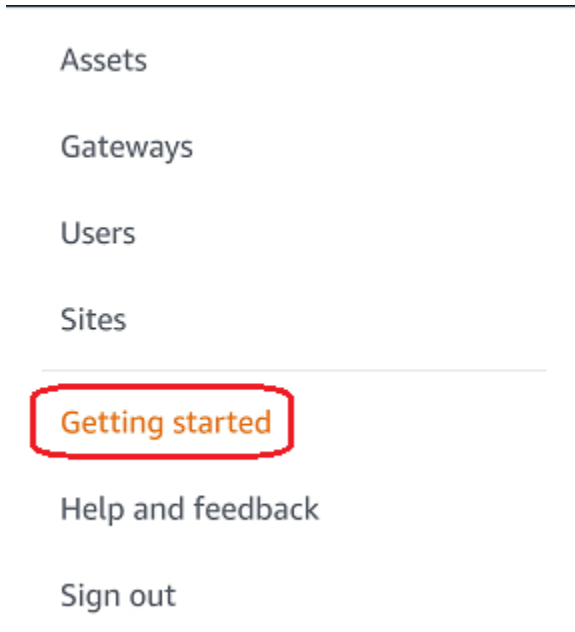 Assets
Gateways
Users
Sites
Getting started
Help and feedback
Sign out